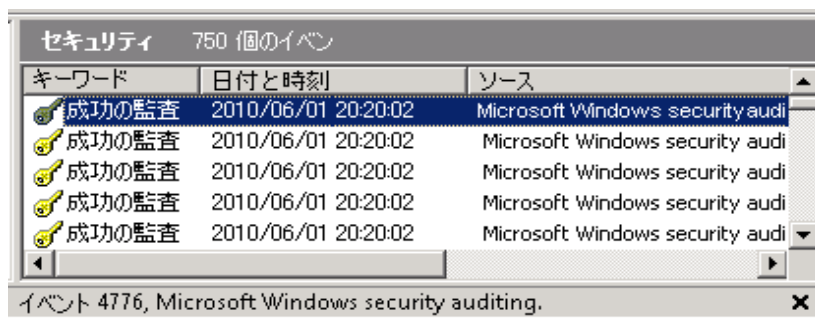 セキュリティ 750 個のイベン
キーワード 日付と時刻 ソース
成功の監査 2010/06/01 20:20:02 Microsoft Windows security audi
成功の監査 2010/06/01 20:20:02 Microsoft Windows security audi
成功の監査 2010/06/01 20:20:02 Microsoft Windows security audi
成功の監査 2010/06/01 20:20:02 Microsoft Windows security audi
成功の監査 2010/06/01 20:20:02 Microsoft Windows security audi
イベント 4776, Microsoft Windows security auditing.